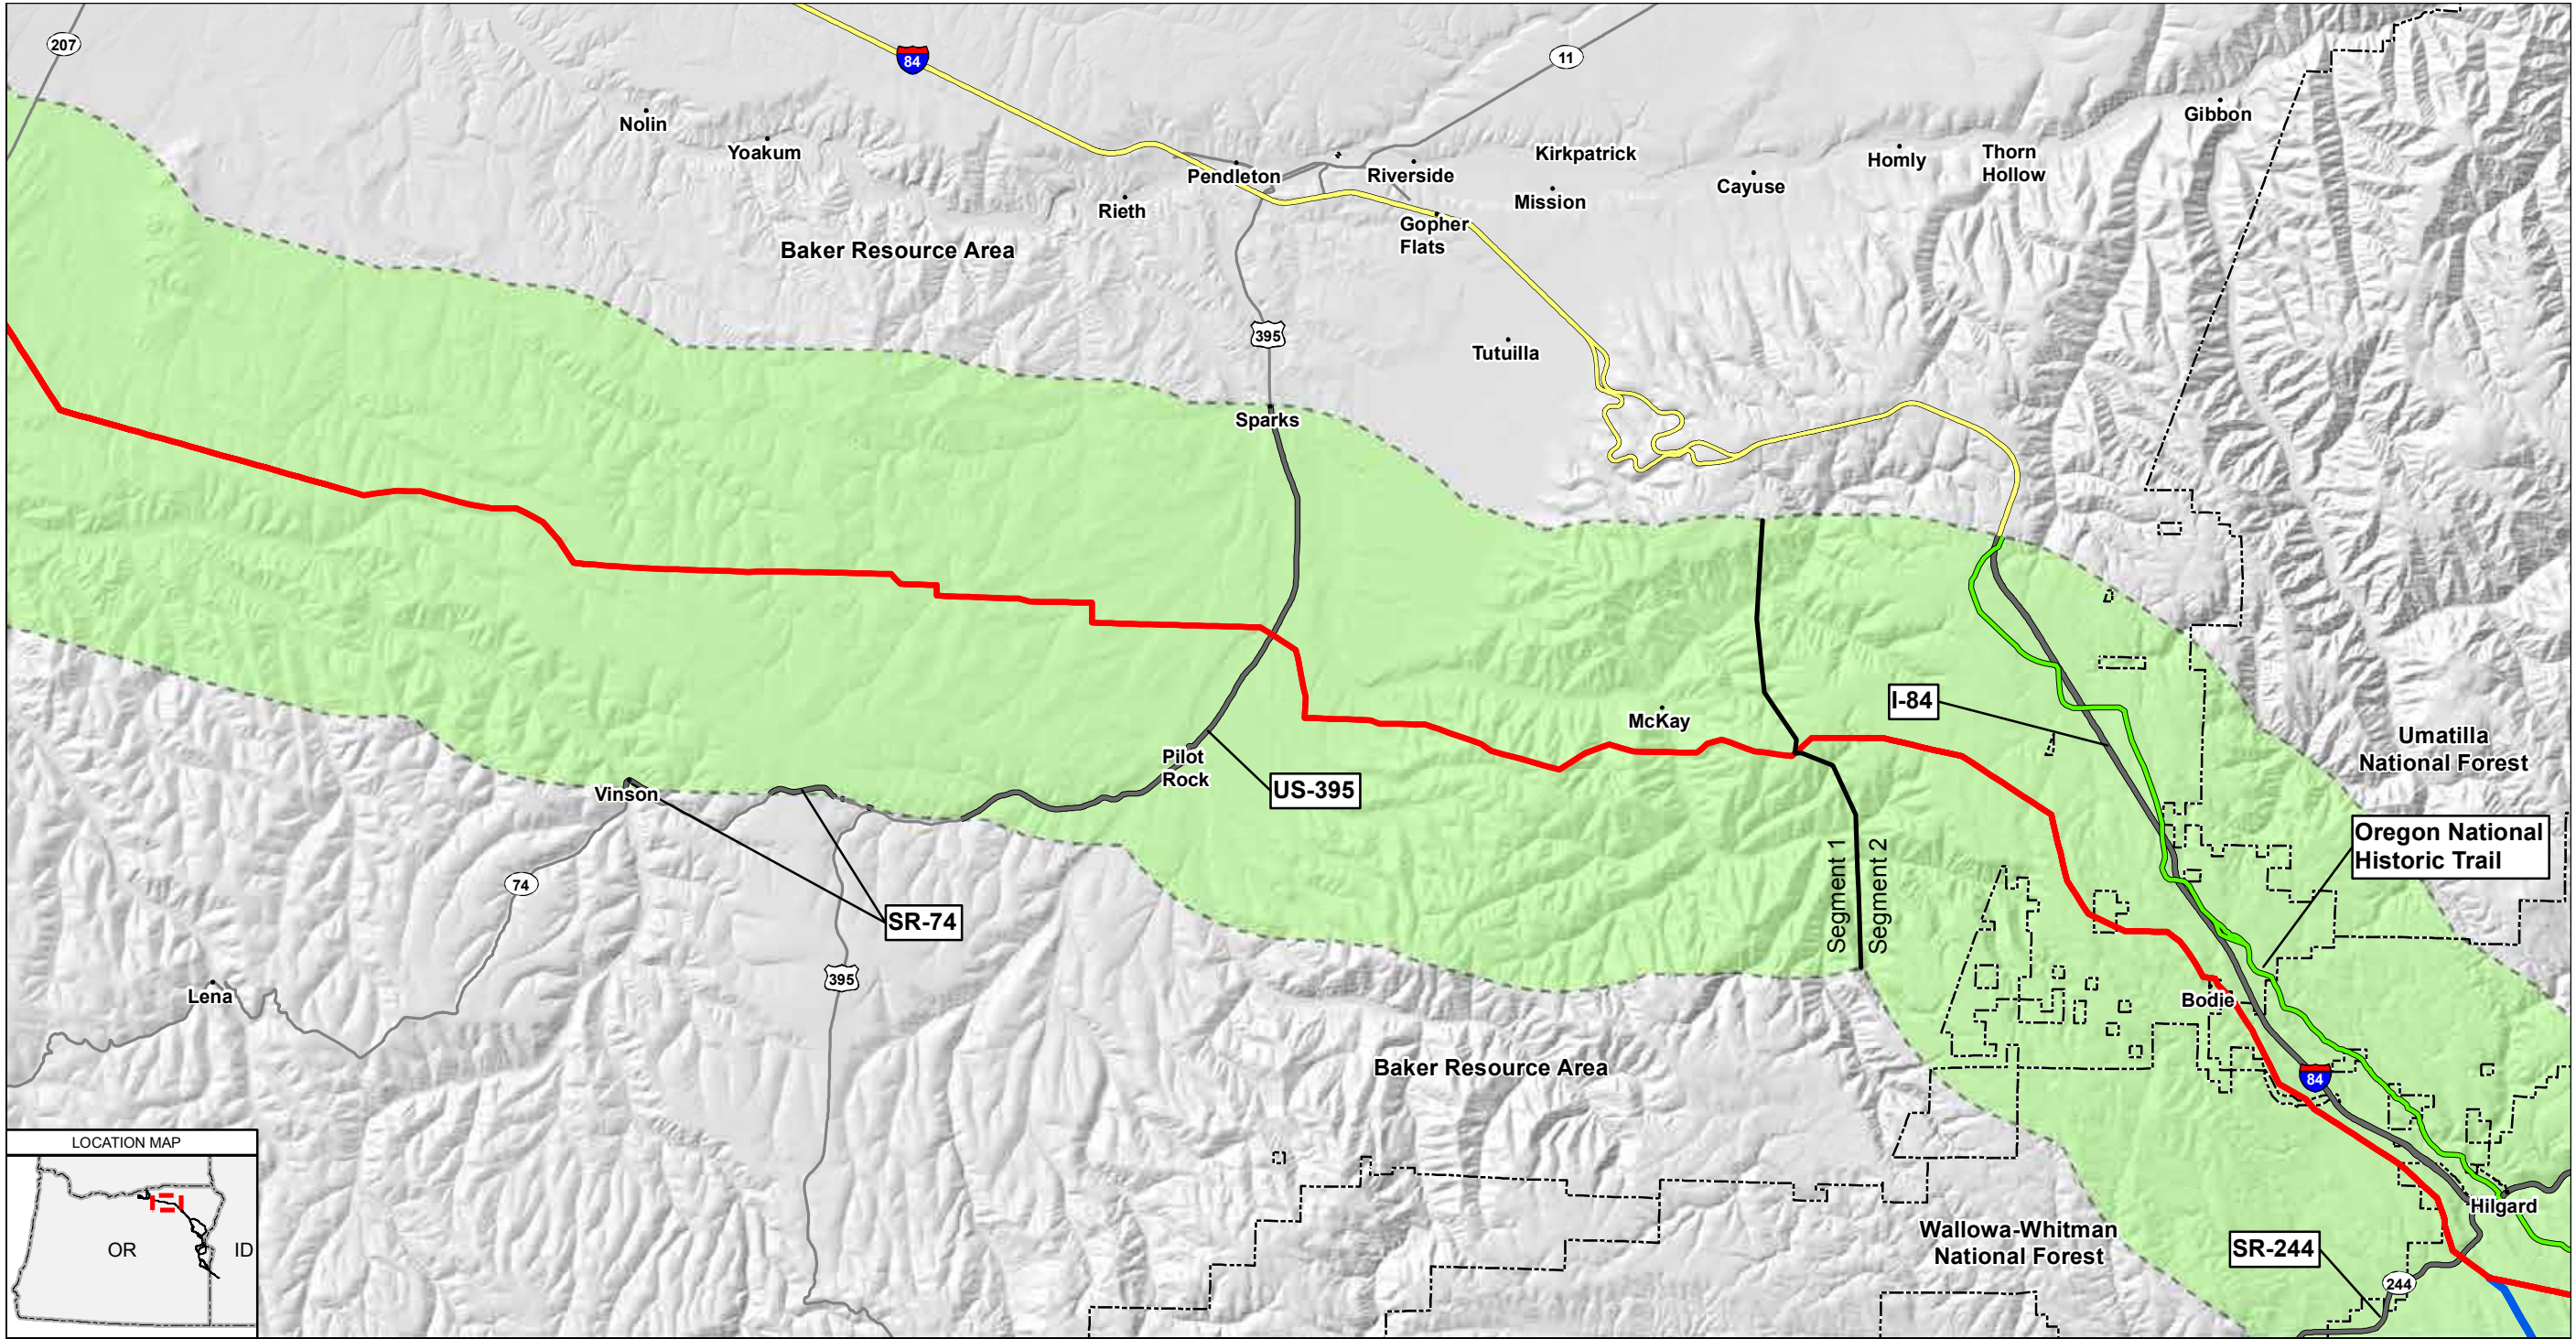 207
84
11
Nolin
Yoakum
Pendleton
Riverside
Kirkpatrick
Homly
Thorn
Hollow
Gibbon
Rieth
Mission
Cayuse
Gopher
Flats
Baker Resource Area
395
Tutuilla
Sparks
McKay
I-84
Umatilla
National Forest
Pilot
Rock
US-395
Vinson
Oregon National
Historic Trail
74
SR-74
Segment 1
Segment 2
395
Lena
Bodie
Baker Resource Area
84
LOCATION MAP
OR
ID
Hilgard
Wallowa-Whitman
National Forest
SR-244
244